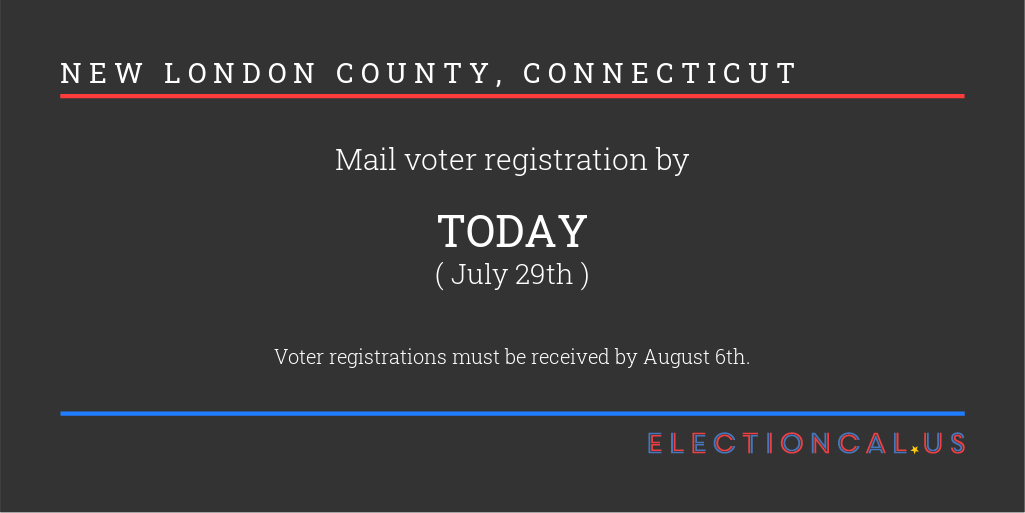 NEW LONDON COUNTY, CONNECTICUT
Mail voter registration by
TODAY
( July 29th )
Voter registrations must be received by August 6th.
ELECTIONCAL.US